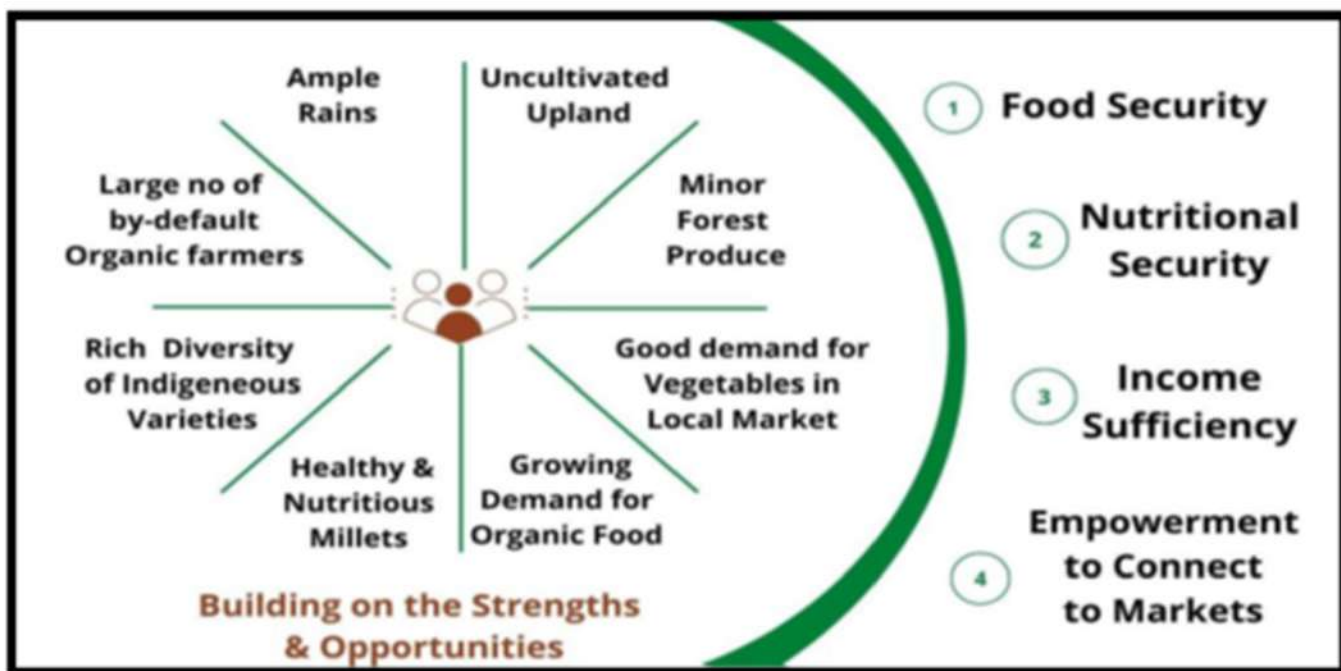 Ample
Rains
Uncultivated
Upland
Large no of
by-default
Organic farmers
Minor
Forest
Produce
Rich Diversity
of Indigeneous
Varieties
Good demand for
Vegetables in
Local Market
Healthy &
Nutritious
Millets
Growing
Demand for
Organic Food
Building on the Strengths
& Opportunities
1 Food Security
2 Nutritional
Security
3 Income
Sufficiency
4 Empowerment
to Connect
to Markets